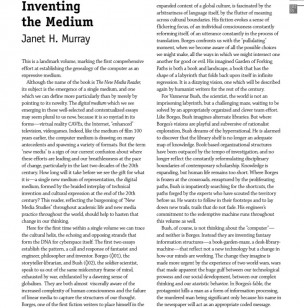 Inventing
the Medium
Janet H. Murray
This is a landmark volume, marking the first comprehensive
effort at establishing the genealogy of the computer as an
expressive medium.
Although the name of the book is The New Media Reader,
its subject is the emergence of a single medium, and one
which we can define more particularly than by merely by
pointing to its novelty. The digital medium which we see
emerging in these well-selected and contextualized essays
may seem plural to us now, because it is so myriad in its
forms—virtual reality CAVEs, the Internet, "enhanced"
television, videogames. Indeed, like the medium of film 100
years earlier, the computer medium is drawing on many
antecedents and spawning a variety of formats. But the term
"new media" is a sign of our current confusion about where
these efforts are leading and our breathlessness at the pace
of change, particularly in the last two decades of the 20th
century. How long will it take before we see the gift for what
it is—a single new medium of representation, the digital
medium, formed by the braided interplay of technical
invention and cultural expression at the end of the 20th
century? This reader, reflecting the burgeoning of "New
Media Studies" throughout academic life and new media
practice throughout the world, should help to hasten that
change in our thinking.
Here for the first time within a single volume we can trace
the cultural helix, the echoing and opposing strands that
form the DNA for cyberspace itself. The first two essays
establish the pattern, a call and response of fantasist and
engineer, philosopher and inventor. Borges (◊01), the
storyteller-librarian, and Bush (◊02), the soldier-scientist,
speak to us out of the same midcentury frame of mind,
exhausted by war, exhilarated by a dawning sense of
globalism. They are both almost viscerally aware of the
increased complexity of human consciousness and the failure
of linear media to capture the structure of our thought.
Borges, one of the first fiction writers to place himself in the
expanded context of a global culture, is fascinated by the
arbitrariness of language itself, by the flutter of meaning
across cultural boundaries. His fiction evokes a sense of
flickering focus, of an individual consciousness constantly
reforming itself, of an utterance constantly in the process of
translation. Borges confronts us with the "pullulating"
moment, when we become aware of all the possible choices
we might make, all the ways in which we might intersect one
another for good or evil. His imagined Garden of Forking
Paths is both a book and a landscape, a book that has the
shape of a labyrinth that folds back upon itself in infinite
regression. It is a dizzying vision, one which will be described
again by humanist writers for the rest of the century.
For Vannevar Bush, the scientist, the world is not an
imprisoning labyrinth, but a challenging maze, waiting to be
solved by an appropriately organized and clever team effort.
Like Borges, Bush imagines alternate libraries. But where
Borges's visions are playful and subversive of rationalist
exploration, Bush dreams of the hypersensual. He is alarmed
to discover that the library shelf is no longer an adequate
map of knowledge. Book-based organizational structures
have been outpaced by the tempo of investigation, and no
longer reflect the constantly reformulating disciplinary
boundaries of contemporary scholarship. Knowledge is
expanding, but human life remains too short. Where Borges
is frozen at the crossroads, enraptured by the proliferating
paths, Bush is impatiently searching for the shortcuts, the
paths forged by the experts who have sounded the territory
before us. He wants to follow in their footsteps and to lay
down new trails, trails that do not fade. His engineer's
commitment to the redemptive machine runs throughout
this volume as well.
Bush, of course, is not thinking about the "computer"—
and neither is Borges. Instead they are inventing fantasy
information structures—a book-garden-maze, a desk-library-
machine—that reflect not a new technology but a change in
how our minds are working. The change they imagine is
made more urgent by the experience of two world wars, wars
that made apparent the huge gulf between our technological
prowess and our social development, between our complex
thinking and our atavistic behavior. In Borges's fable, the
protagonist kills a man as a form of information processing,
the murdered man being significant only because his name in
the newspaper will act as an appropriate coded message.